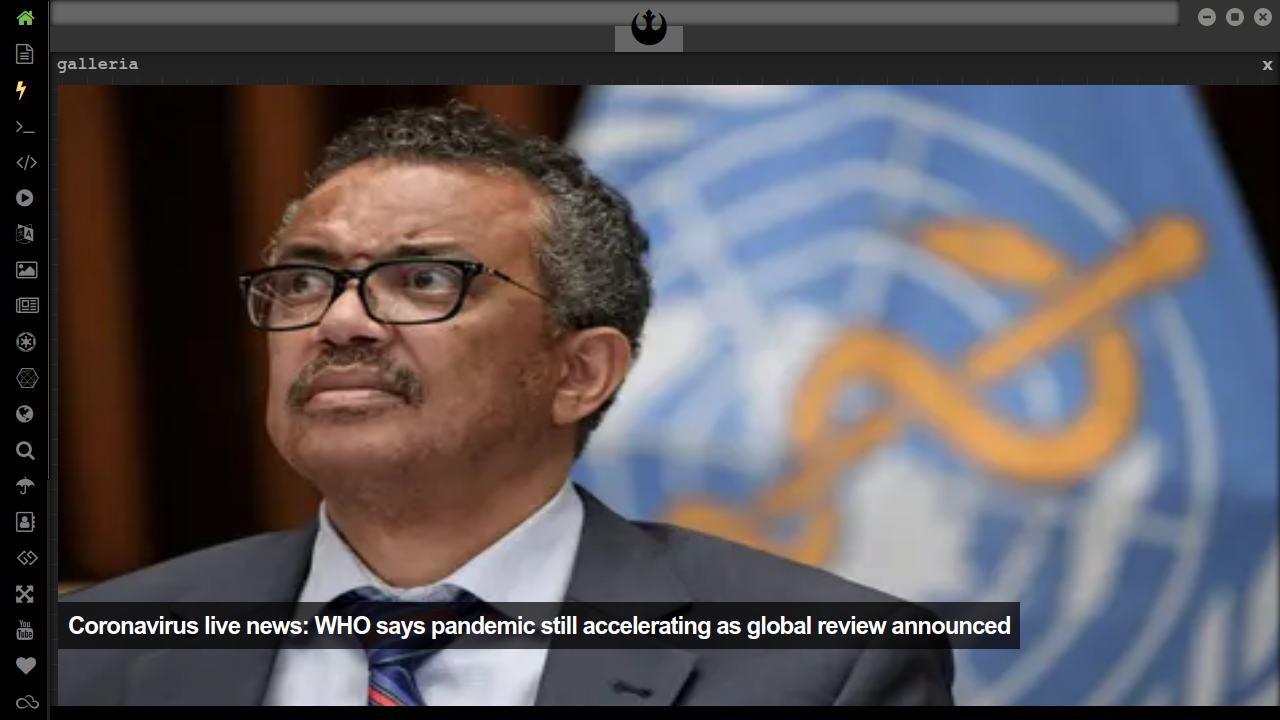 galleria
x
Coronavirus live news: WHO says pandemic still accelerating as global review announced
You
Tube